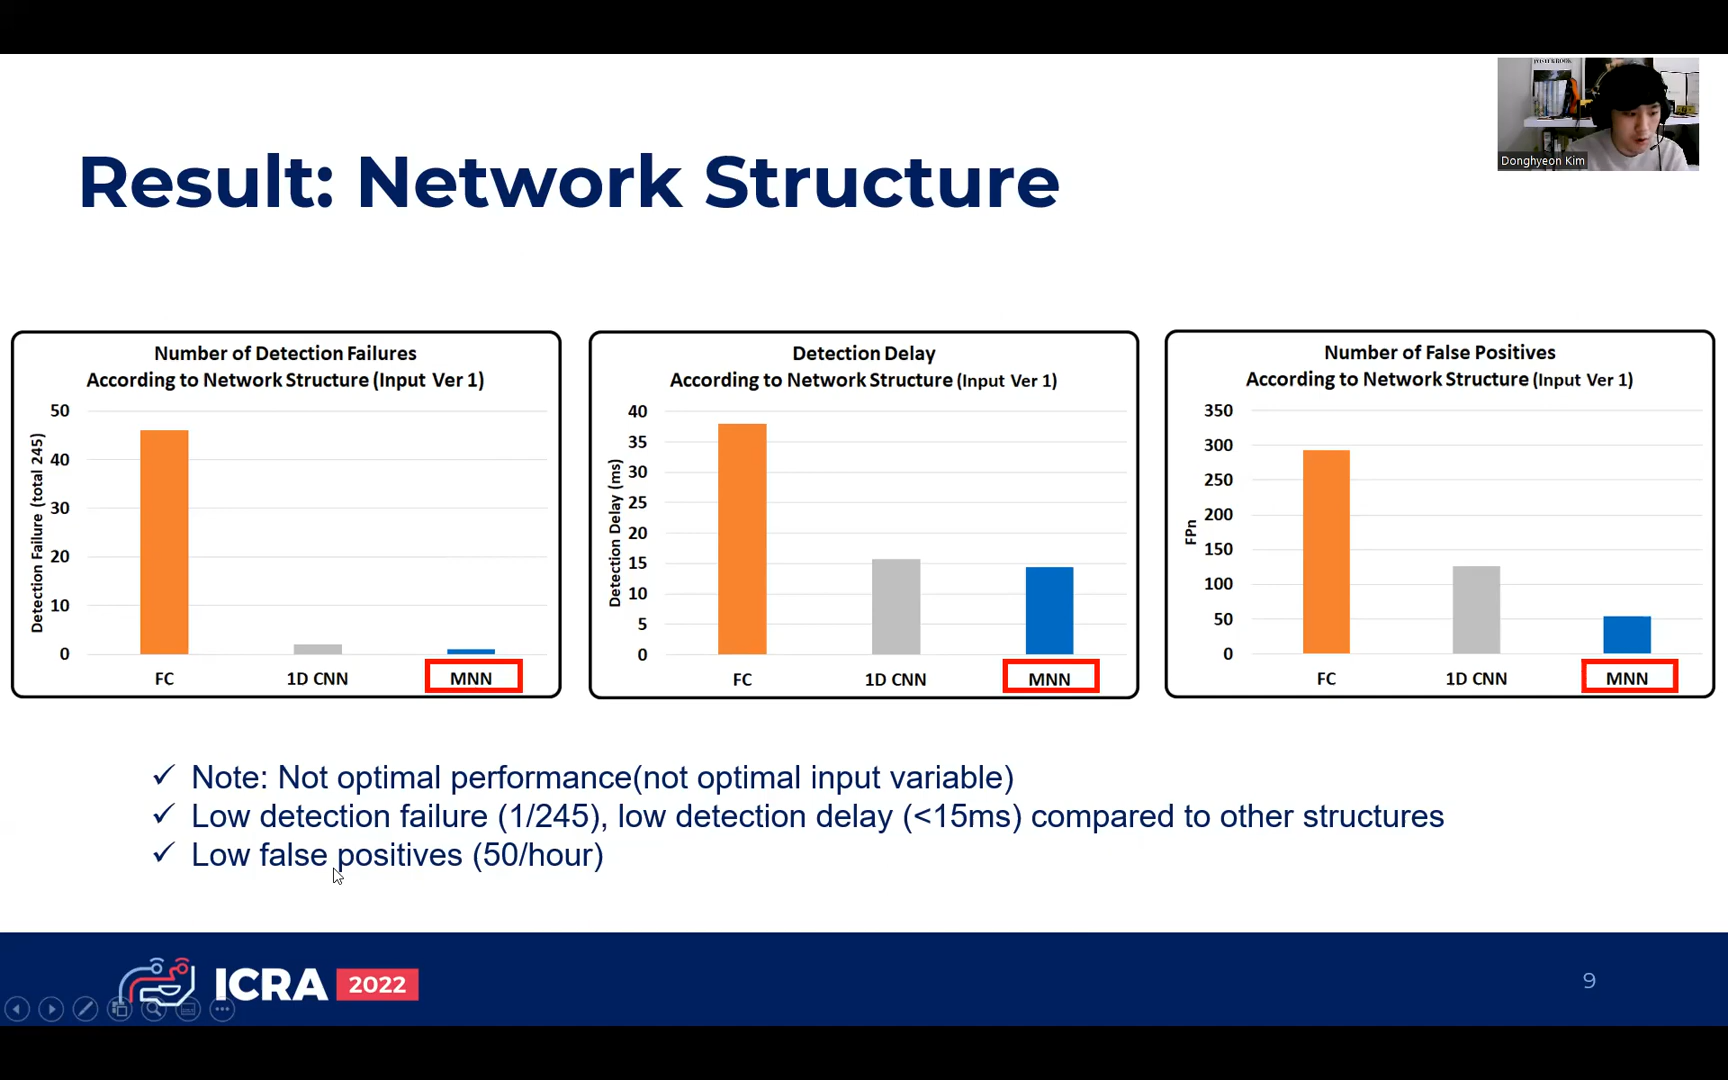 Donghyeon Kim
Result: Network Structure
Number of Detection Failures
According to Network Structure (Input Ver 1)
Detection Failure (total 245)
50
40
30
20
10
0
FC
1D CNN
MNN
Detection Delay
According to Network Structure (Input Ver 1)
Detection Delay (ms)
40
35
30
25
20
15
10
5
0
FC
1D CNN
MNN
Number of False Positives
According to Network Structure (Input Ver 1)
FPn
350
300
250
200
150
100
50
0
FC
1D CNN
MNN
✓ Note: Not optimal performance(not optimal input variable)
✓ Low detection failure (1/245), low detection delay (<15ms) compared to other structures
✓ Low false positives (50/hour)
ICRA 2022
9